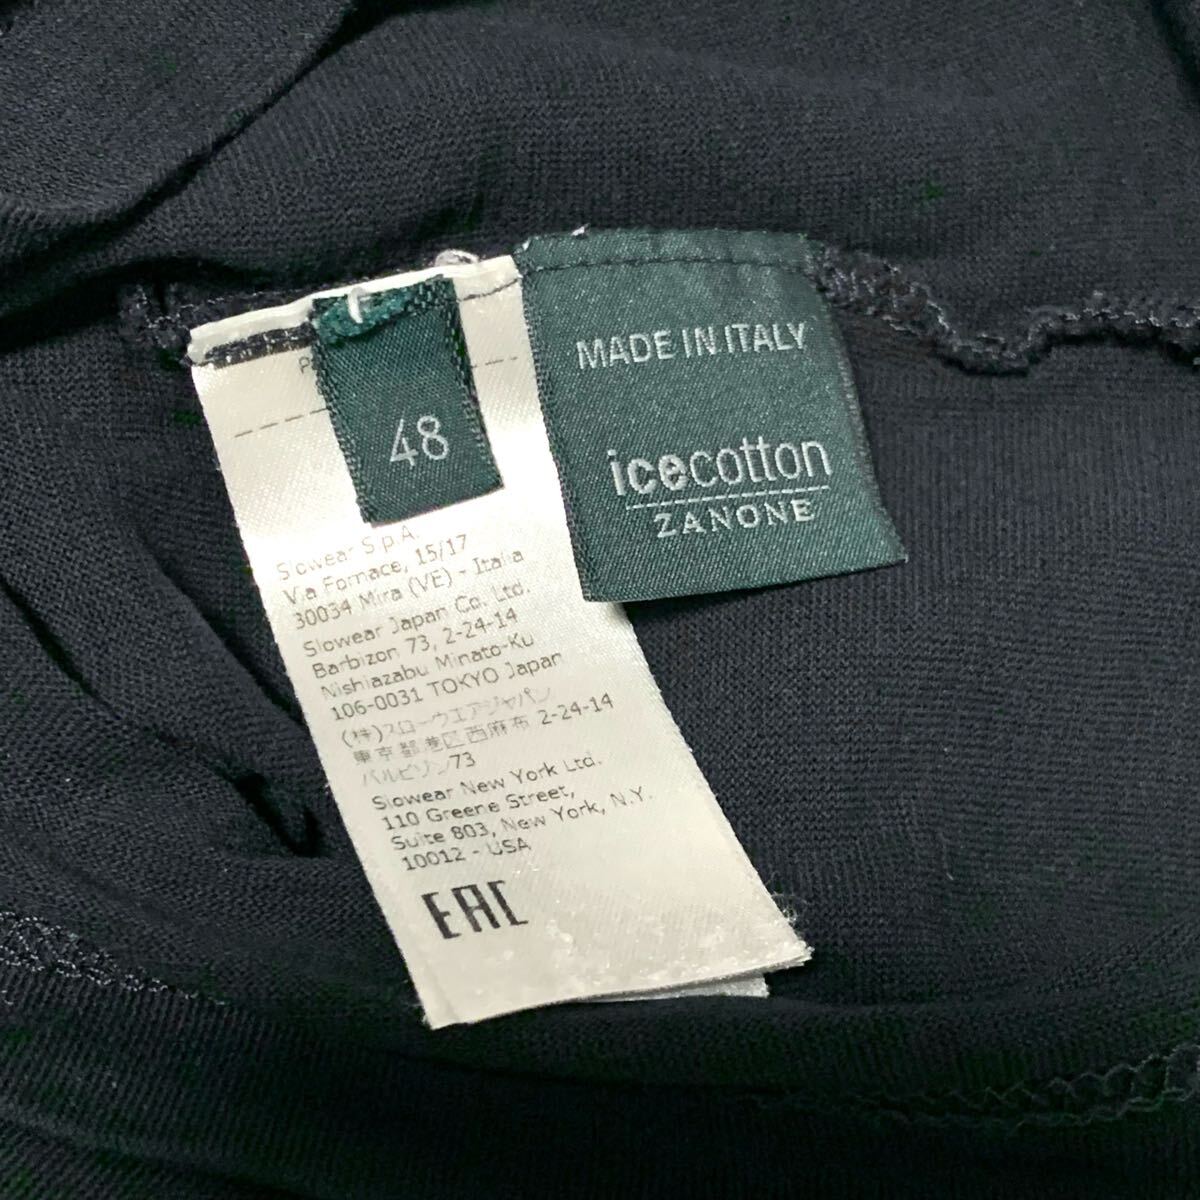 48
MADE IN ITALY
icecotton
ZANONE
Slowear S.p.A.
Via Fornace, 15/17
30034 Mira (VE) - Italia
Slowear Japan Co. Ltd.
Barbizon 73, 2-24-14
Nishiazabu Minato-Ku
106-0031 TOKYO Japan
(株)スローウエアジャパン
東京都港区西麻布 2-24-14
バルビゾン73
Slowear New York Ltd.
110 Greene Street,
Suite 803, New York, N.Y.
10012 - USA
EAC